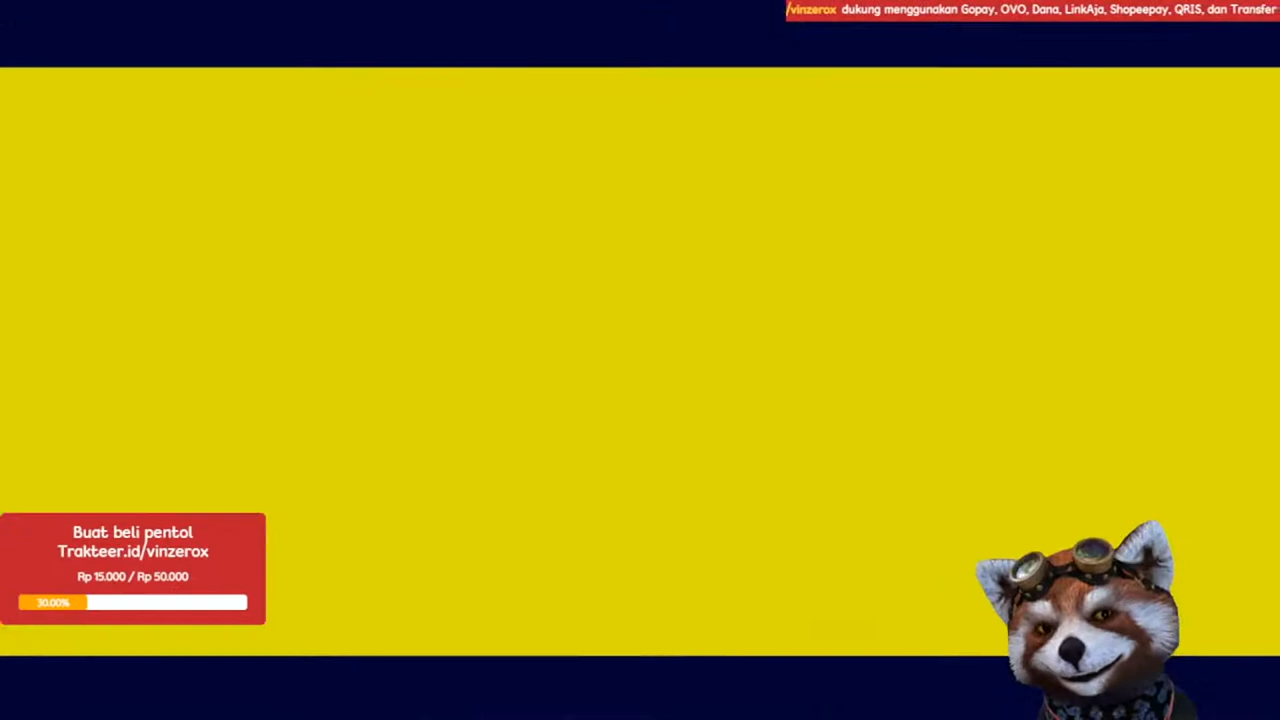 /vinzerox dukung menggunakan Gopay, OVO, Dana, LinkAja, Shopeepay, QRIS, dan Transfer
Buat beli pentol
Trakteer.id/vinzerox
Rp 15.000 / Rp 50.000
30.00%